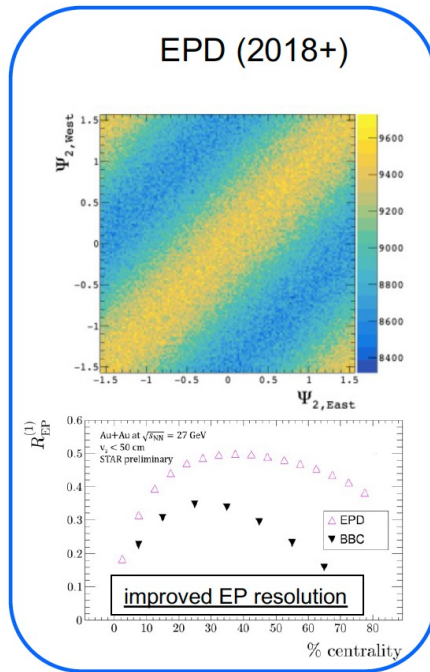 EPD (2018+)
Ψ2,West
1.5
1
0.5
0
-0.5
-1
-1.5
-1.5 -1 -0.5 0 0.5 1 1.5
Ψ2,East
9600
9400
9200
9000
8800
8600
8400
R_EP^(1)
0.6
0.5
0.4
0.3
0.2
0.1
0
Au+Au at √s_NN = 27 GeV
v_z < 50 cm
STAR preliminary
EPD
BBC
improved EP resolution
0 10 20 30 40 50 60 70 80
% centrality